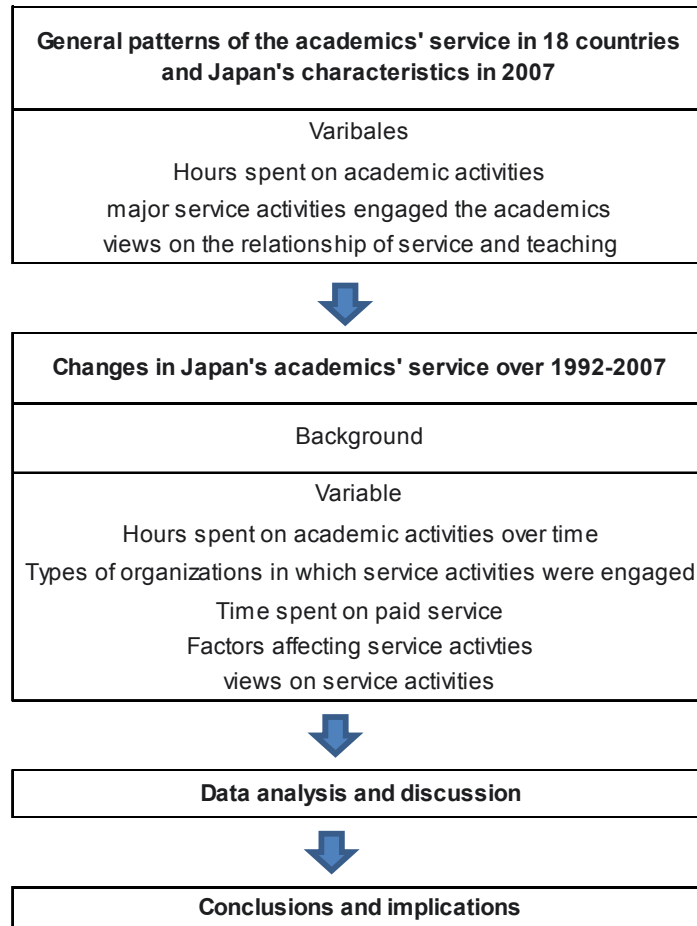 General patterns of the academics' service in 18 countries
and Japan's characteristics in 2007
Varibales
Hours spent on academic activities
major service activities engaged the academics
views on the relationship of service and teaching
Changes in Japan's academics' service over 1992-2007
Background
Variable
Hours spent on academic activities over time
Types of organizations in which service activities were engaged
Time spent on paid service
Factors affecting service activties
views on service activities
Data analysis and discussion
Conclusions and implications